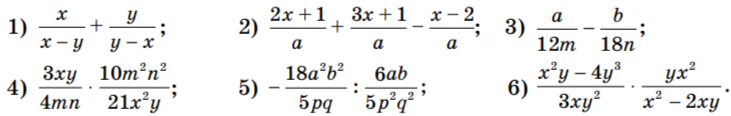 1) x/(x − y) + y/(y − x); 2) (2x + 1)/a + (3x + 1)/a − (x − 2)/a; 3) a/(12m) − b/(18n);
4) 3xy/(4mn) · 10m²n²/(21x²y); 5) − 18a²b²/(5pq) : 6ab/(5p²q²); 6) (x²y − 4y³)/(3xy²) · yx²/(x² − 2xy).